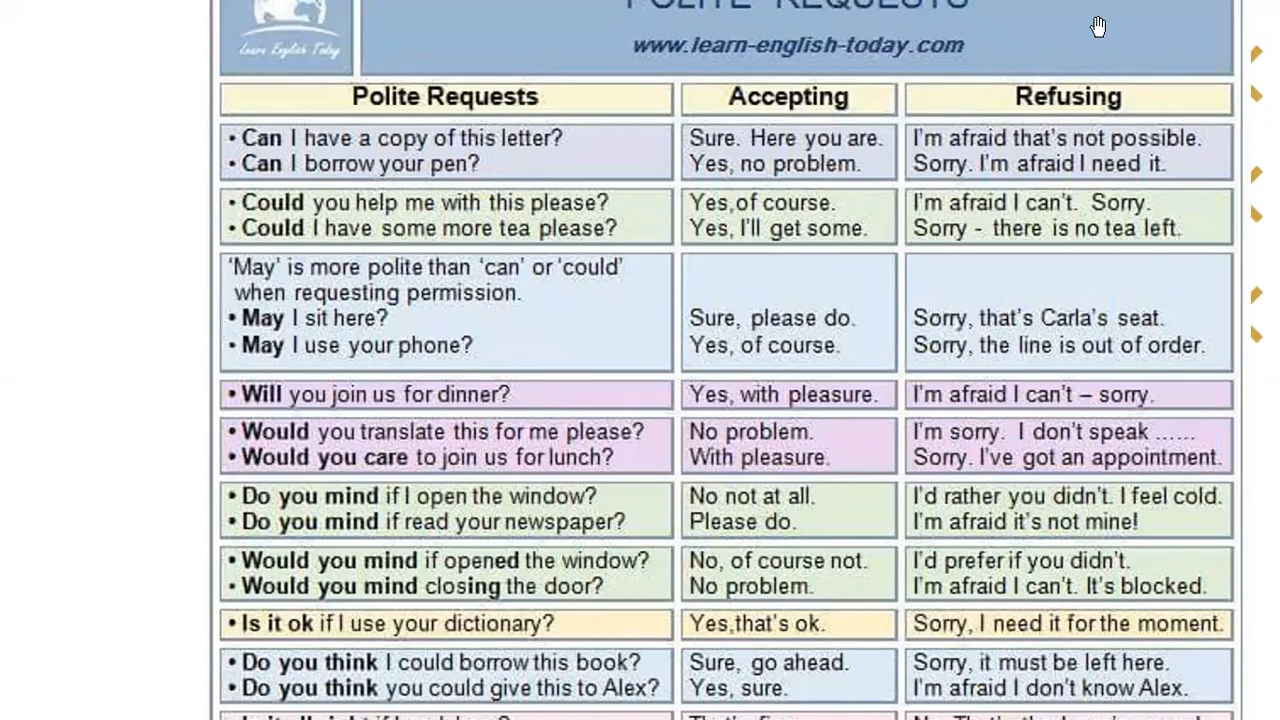 POLITE REQUESTS
Learn English Today
www.learn-english-today.com
Polite Requests Accepting Refusing
• Can I have a copy of this letter? Sure. Here you are. I'm afraid that's not possible.
• Can I borrow your pen? Yes, no problem. Sorry. I'm afraid I need it.
• Could you help me with this please? Yes,of course. I'm afraid I can't. Sorry.
• Could I have some more tea please? Yes, I'll get some. Sorry - there is no tea left.
'May' is more polite than 'can' or 'could'
when requesting permission.
• May I sit here? Sure, please do. Sorry, that's Carla's seat.
• May I use your phone? Yes, of course. Sorry, the line is out of order.
• Will you join us for dinner? Yes, with pleasure. I'm afraid I can't – sorry.
• Would you translate this for me please? No problem. I'm sorry. I don't speak ......
• Would you care to join us for lunch? With pleasure. Sorry. I've got an appointment.
• Do you mind if I open the window? No not at all. I'd rather you didn't. I feel cold.
• Do you mind if read your newspaper? Please do. I'm afraid it's not mine!
• Would you mind if opened the window? No, of course not. I'd prefer if you didn't.
• Would you mind closing the door? No problem. I'm afraid I can't. It's blocked.
• Is it ok if I use your dictionary? Yes,that's ok. Sorry, I need it for the moment.
• Do you think I could borrow this book? Sure, go ahead. Sorry, it must be left here.
• Do you think you could give this to Alex? Yes, sure. I'm afraid I don't know Alex.